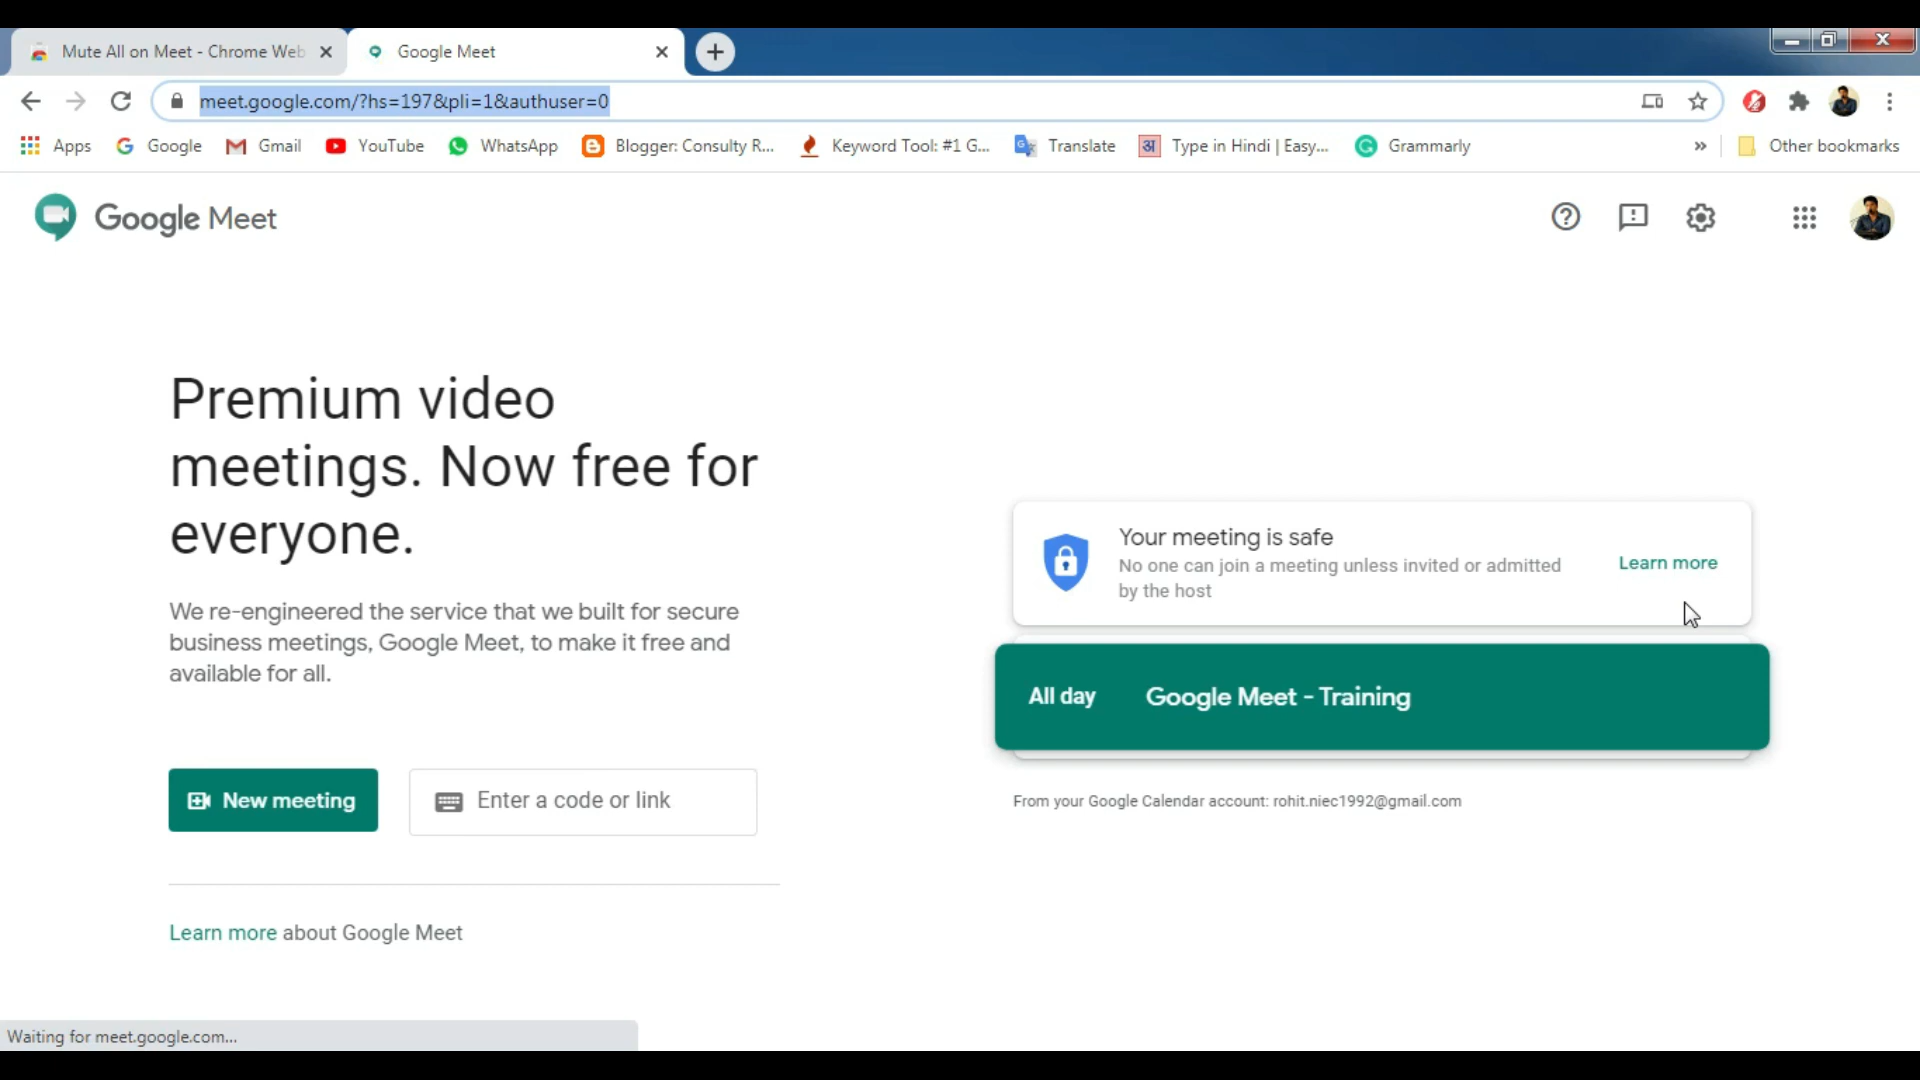 Mute All on Meet - Chrome Web
Google Meet
meet.google.com/?hs=197&pli=1&authuser=0
Apps
Google
Gmail
YouTube
WhatsApp
Blogger: Consulty R...
Keyword Tool: #1 G...
Translate
अ Type in Hindi | Easy...
Grammarly
»
Other bookmarks
Google Meet
Premium video
meetings. Now free for
everyone.
We re-engineered the service that we built for secure
business meetings, Google Meet, to make it free and
available for all.
New meeting
Enter a code or link
Learn more about Google Meet
Your meeting is safe
No one can join a meeting unless invited or admitted
by the host
Learn more
All day Google Meet - Training
From your Google Calendar account: rohit.niec1992@gmail.com
Waiting for meet.google.com...